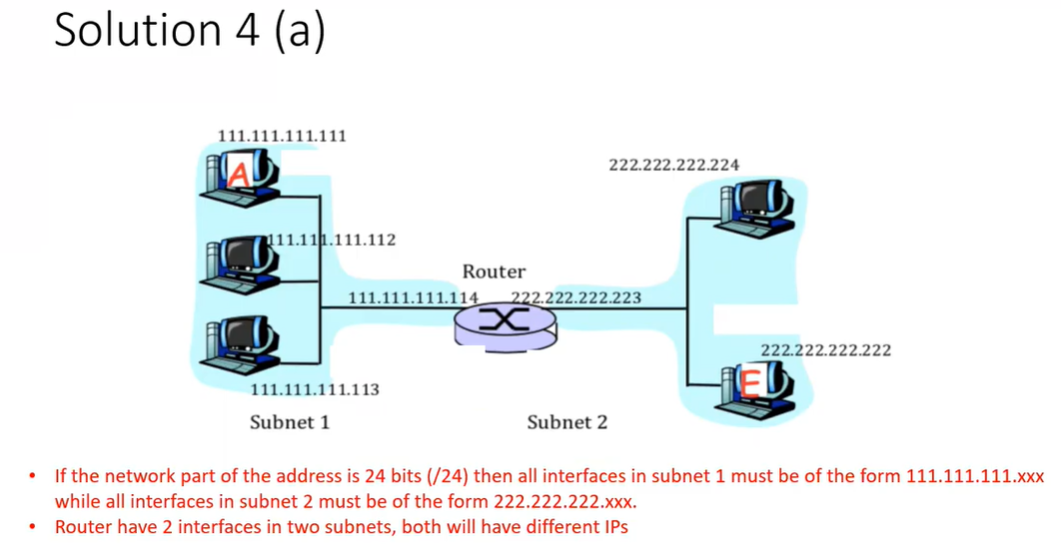 Solution 4 (a)
111.111.111.111
A
222.222.222.224
111.111.111.112
Router
111.111.111.114
222.222.222.223
222.222.222.222
E
111.111.111.113
Subnet 1
Subnet 2
• If the network part of the address is 24 bits (/24) then all interfaces in subnet 1 must be of the form 111.111.111.xxx
while all interfaces in subnet 2 must be of the form 222.222.222.xxx.
• Router have 2 interfaces in two subnets, both will have different IPs